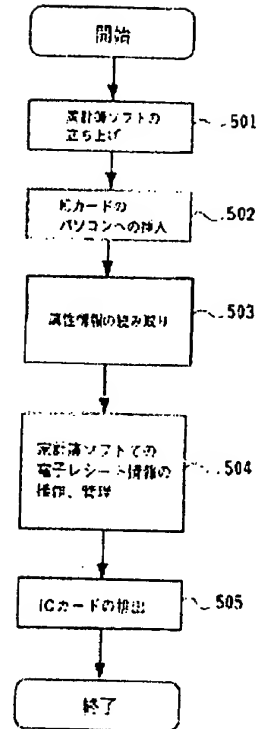 開始
家計簿ソフトの
立ち上げ
501
ICカードの
パソコンへの挿入
502
属性情報の読み取り
503
家計簿ソフトでの
電子レシート情報の
操作、管理
504
ICカードの排出
505
終了